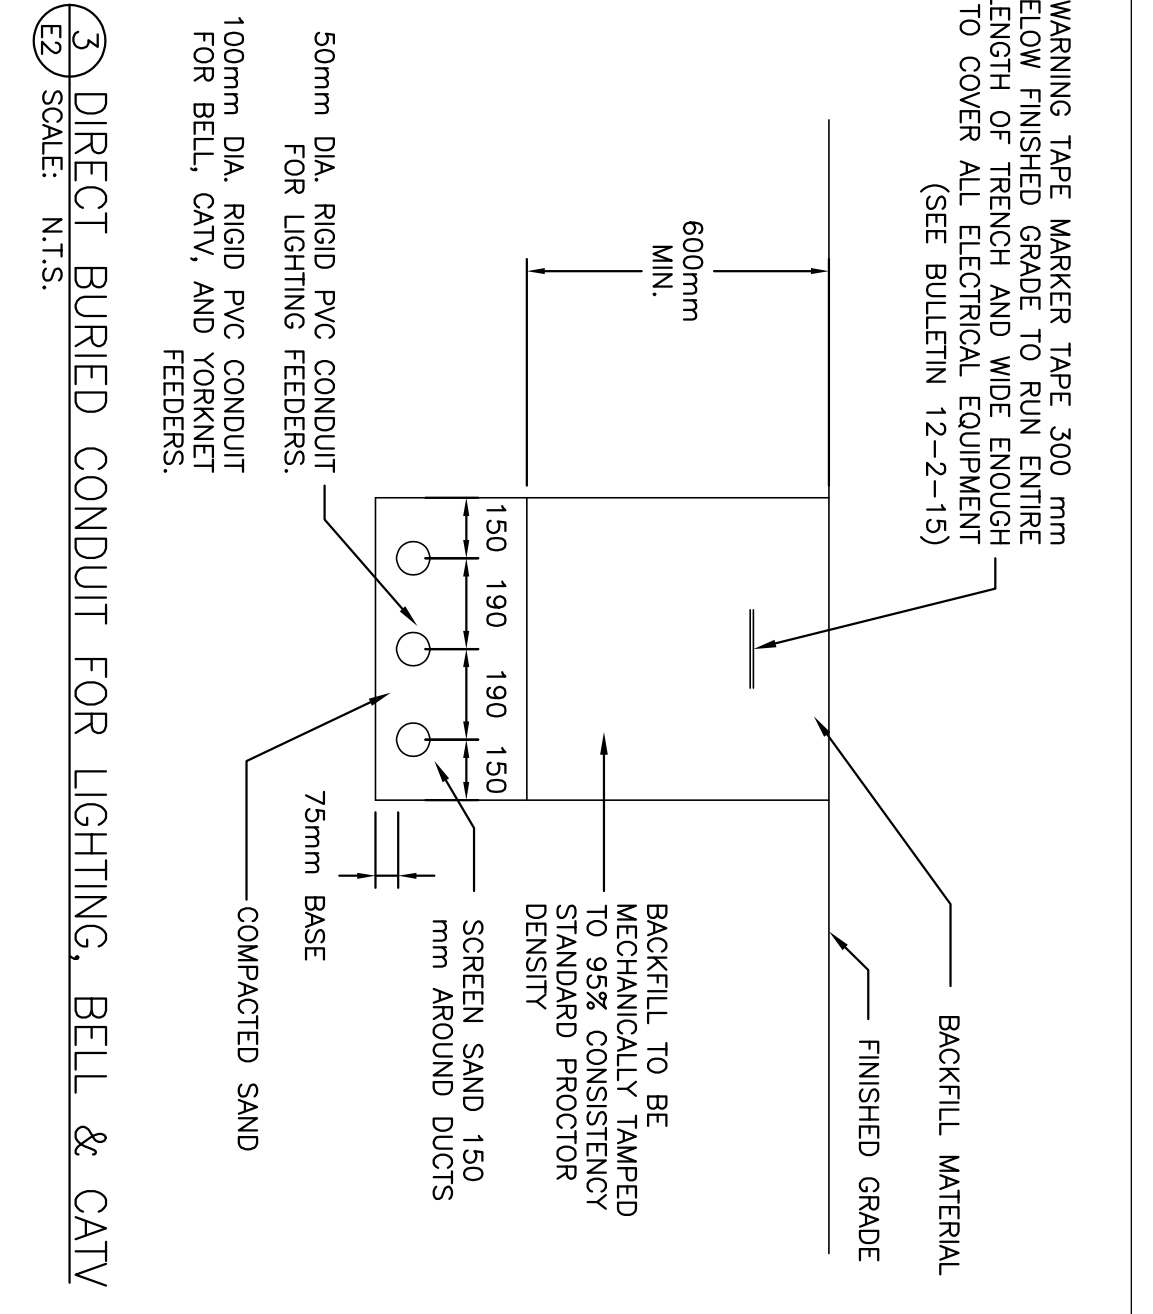 WARNING TAPE MARKER TAPE 300 mm
ELOW FINISHED GRADE TO RUN ENTIRE
LENGTH OF TRENCH AND WIDE ENOUGH
TO COVER ALL ELECTRICAL EQUIPMENT
(SEE BULLETIN 12-2-15)
BACKFILL MATERIAL
FINISHED GRADE
600mm
MIN.
BACKFILL TO BE
MECHANICALLY TAMPED
TO 95% CONSISTENCY
STANDARD PROCTOR
DENSITY
150 190 190 150
SCREEN SAND 150
mm AROUND DUCTS
50mm DIA. RIGID PVC CONDUIT
FOR LIGHTING FEEDERS.
75mm BASE
100mm DIA. RIGID PVC CONDUIT
FOR BELL, CATV, AND YORKNET
FEEDERS.
COMPACTED SAND
3
E2
DIRECT BURIED CONDUIT FOR LIGHTING, BELL & CATV
SCALE: N.T.S.